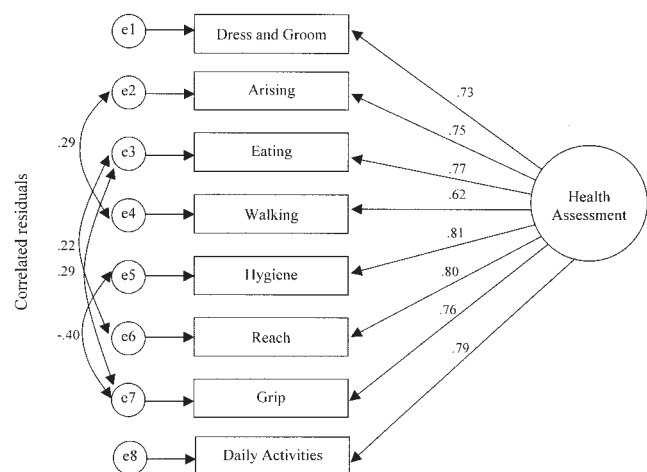 e1
Dress and Groom
.73
e2
Arising
.75
.29
e3
Eating
.77
Health
Assessment
e4
Walking
.62
Correlated residuals
.22
.29
e5
Hygiene
.81
-.40
e6
Reach
.80
e7
Grip
.76
e8
Daily Activities
.79